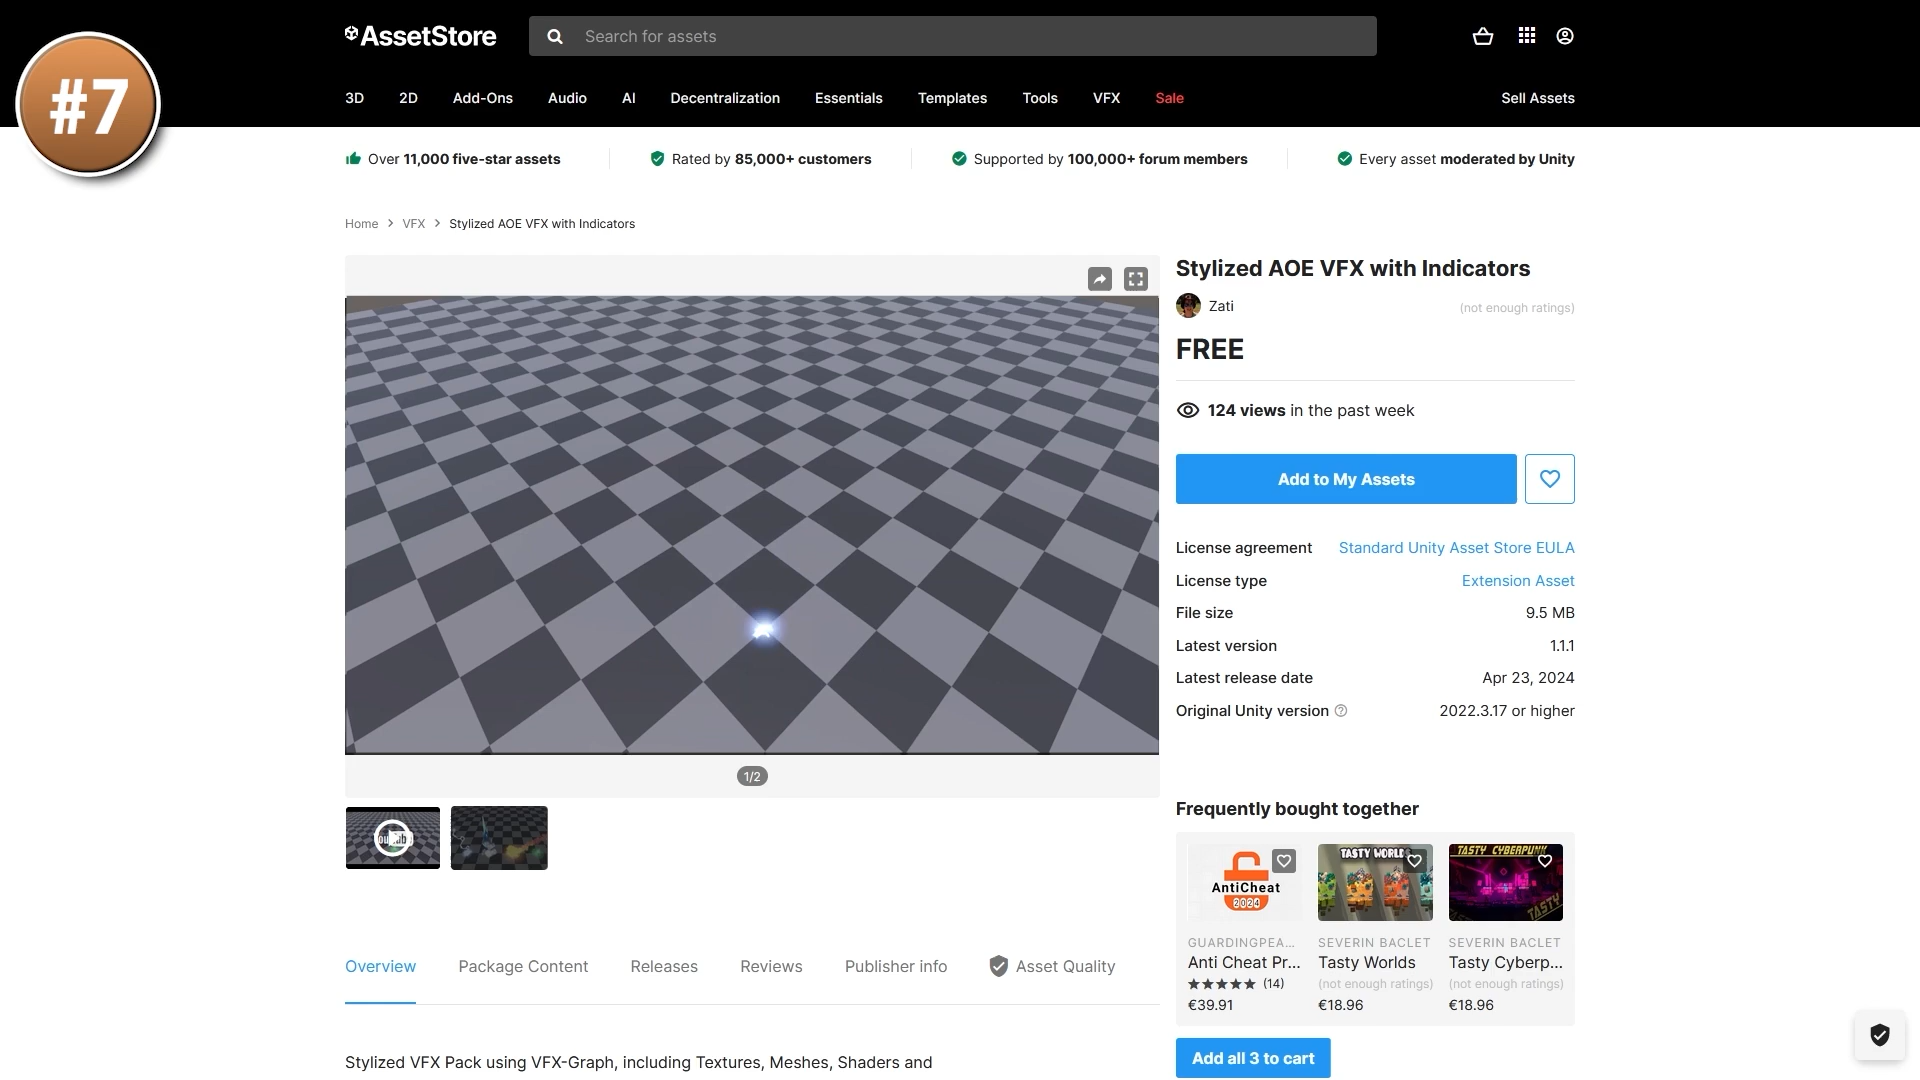 #7
AssetStore
Search for assets
3D 2D Add-Ons Audio AI Decentralization Essentials Templates Tools VFX Sale Sell Assets
Over 11,000 five-star assets
Rated by 85,000+ customers
Supported by 100,000+ forum members
Every asset moderated by Unity
Home > VFX > Stylized AOE VFX with Indicators
Stylized AOE VFX with Indicators
Zati
(not enough ratings)
FREE
124 views in the past week
Add to My Assets
License agreement Standard Unity Asset Store EULA
License type Extension Asset
File size 9.5 MB
Latest version 1.1.1
Latest release date Apr 23, 2024
Original Unity version 2022.3.17 or higher
1/2
Frequently bought together
AntiCheat
2024
TASTY WORLDS
TASTY CYBERPUNK
TASTY
GUARDINGPEA...
Anti Cheat Pr...
(14)
€39.91
SEVERIN BACLET
Tasty Worlds
(not enough ratings)
€18.96
SEVERIN BACLET
Tasty Cyberp...
(not enough ratings)
€18.96
Add all 3 to cart
Overview Package Content Releases Reviews Publisher info Asset Quality
Stylized VFX Pack using VFX-Graph, including Textures, Meshes, Shaders and